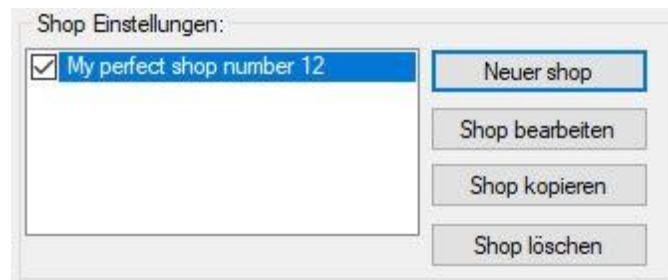 Shop Einstellungen:
My perfect shop number 12
Neuer shop
Shop bearbeiten
Shop kopieren
Shop löschen